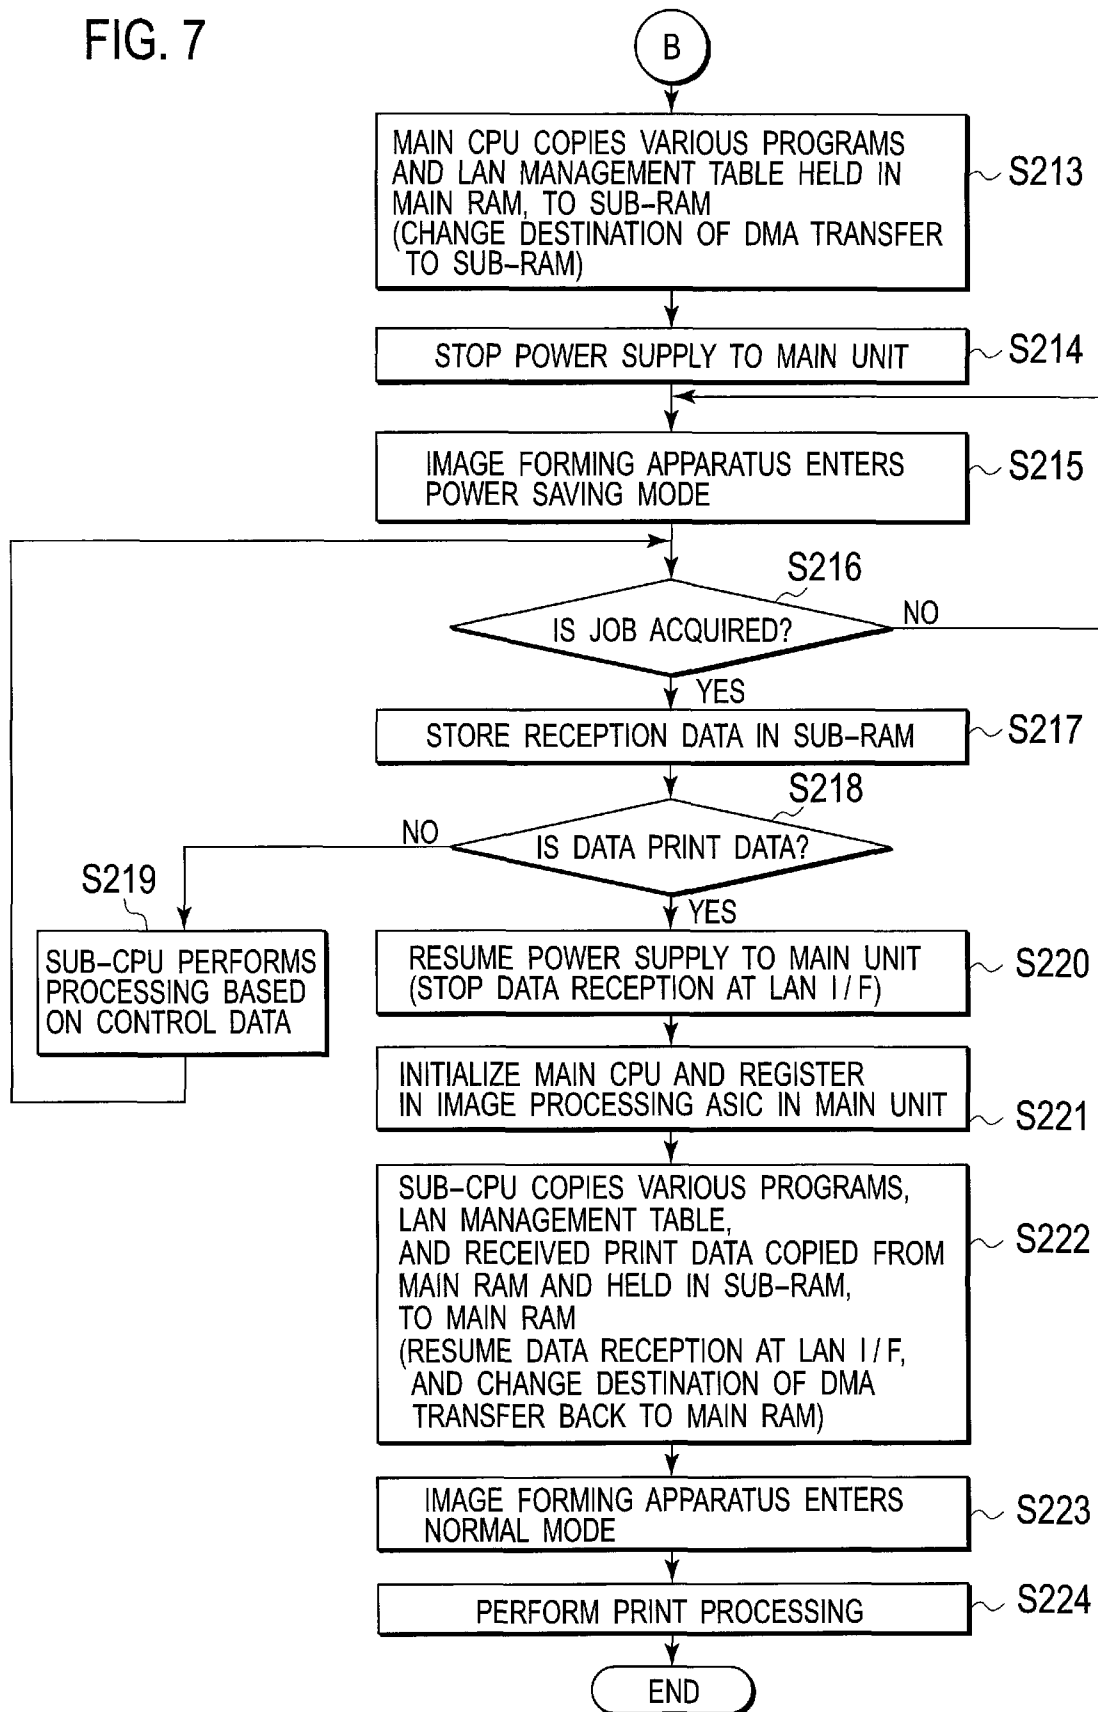 FIG. 7
B
MAIN CPU COPIES VARIOUS PROGRAMS
AND LAN MANAGEMENT TABLE HELD IN
MAIN RAM, TO SUB-RAM
(CHANGE DESTINATION OF DMA TRANSFER
TO SUB-RAM)
S213
STOP POWER SUPPLY TO MAIN UNIT
S214
IMAGE FORMING APPARATUS ENTERS
POWER SAVING MODE
S215
S216
IS JOB ACQUIRED?
NO
YES
STORE RECEPTION DATA IN SUB-RAM
S217
S218
IS DATA PRINT DATA?
NO
YES
S219
SUB-CPU PERFORMS
PROCESSING BASED
ON CONTROL DATA
RESUME POWER SUPPLY TO MAIN UNIT
(STOP DATA RECEPTION AT LAN I/F)
S220
INITIALIZE MAIN CPU AND REGISTER
IN IMAGE PROCESSING ASIC IN MAIN UNIT
S221
SUB-CPU COPIES VARIOUS PROGRAMS,
LAN MANAGEMENT TABLE,
AND RECEIVED PRINT DATA COPIED FROM
MAIN RAM AND HELD IN SUB-RAM,
TO MAIN RAM
(RESUME DATA RECEPTION AT LAN I/F,
AND CHANGE DESTINATION OF DMA
TRANSFER BACK TO MAIN RAM)
S222
IMAGE FORMING APPARATUS ENTERS
NORMAL MODE
S223
PERFORM PRINT PROCESSING
S224
END